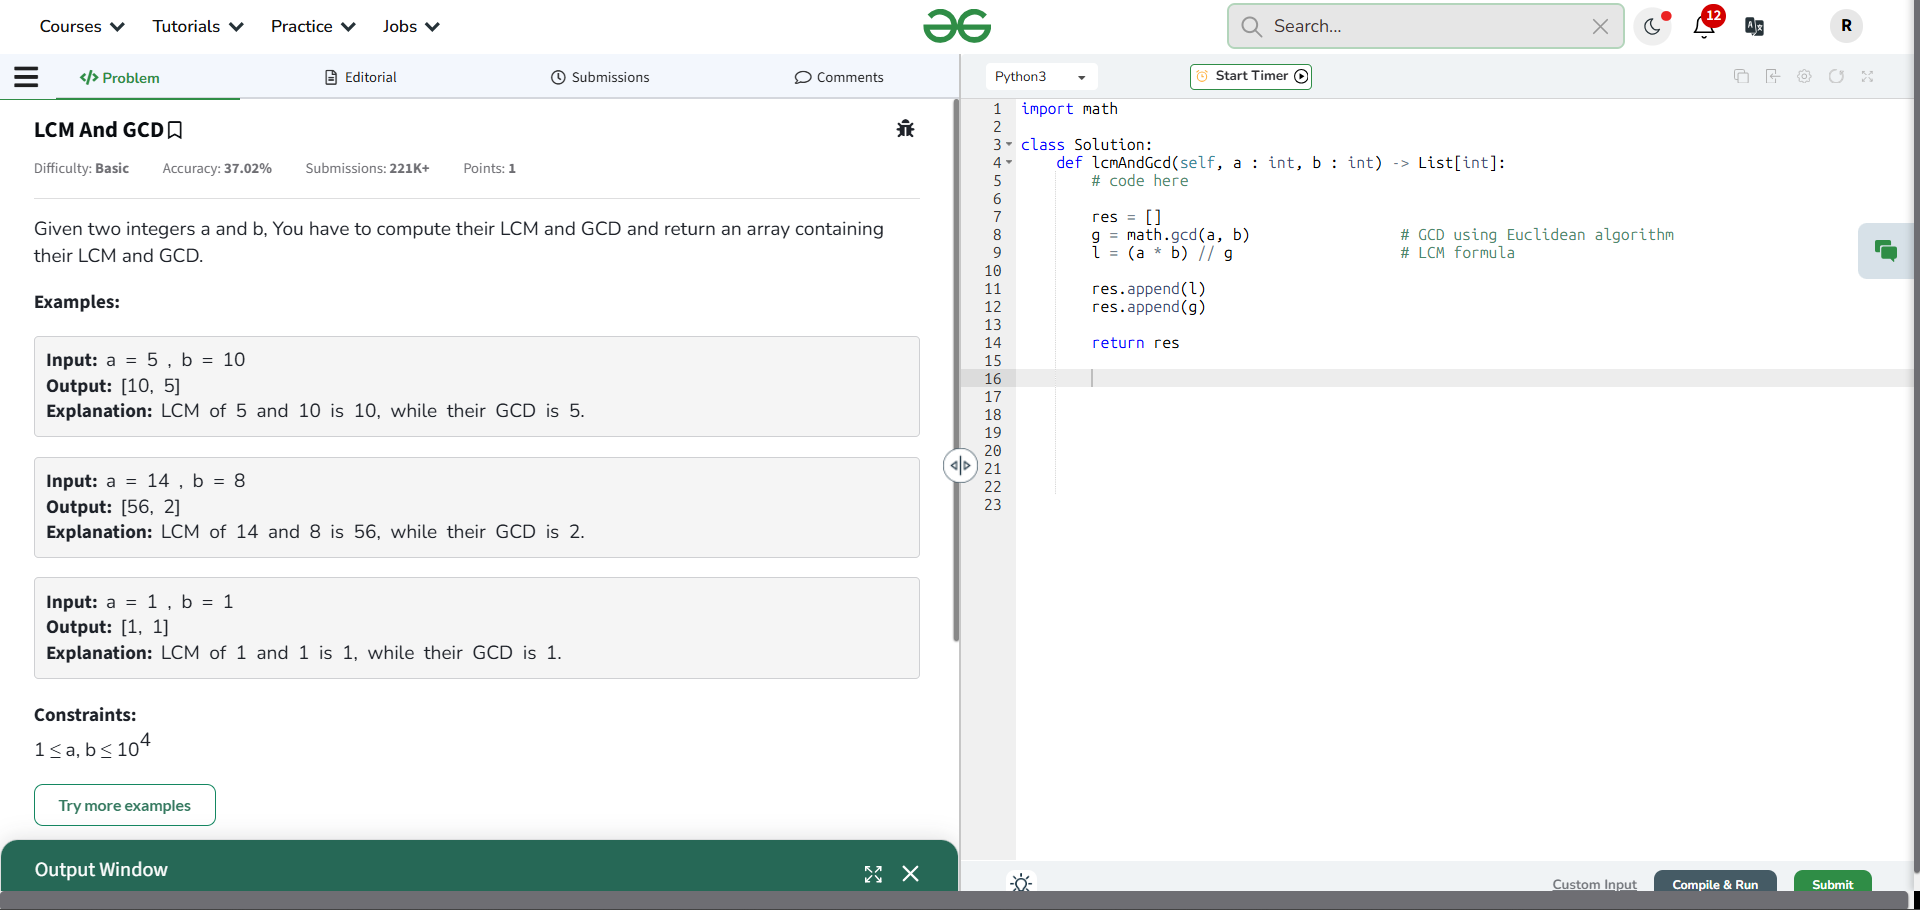 Courses Tutorials Practice Jobs Search... 12 R
Problem Editorial Submissions Comments Python3 Start Timer
LCM And GCD
Difficulty: Basic Accuracy: 37.02% Submissions: 221K+ Points: 1
Given two integers a and b, You have to compute their LCM and GCD and return an array containing
their LCM and GCD.
Examples:
Input: a = 5 , b = 10
Output: [10, 5]
Explanation: LCM of 5 and 10 is 10, while their GCD is 5.
Input: a = 14 , b = 8
Output: [56, 2]
Explanation: LCM of 14 and 8 is 56, while their GCD is 2.
Input: a = 1 , b = 1
Output: [1, 1]
Explanation: LCM of 1 and 1 is 1, while their GCD is 1.
Constraints:
1 ≤ a, b ≤ 10^4
Try more examples
Output Window
1 import math
2
3 class Solution:
4     def lcmAndGcd(self, a : int, b : int) -> List[int]:
5         # code here
6
7         res = []
8         g = math.gcd(a, b)                 # GCD using Euclidean algorithm
9         l = (a * b) // g                   # LCM formula
10
11         res.append(l)
12         res.append(g)
13
14         return res
15
16
17
18
19
20
21
22
23
Custom Input Compile & Run Submit